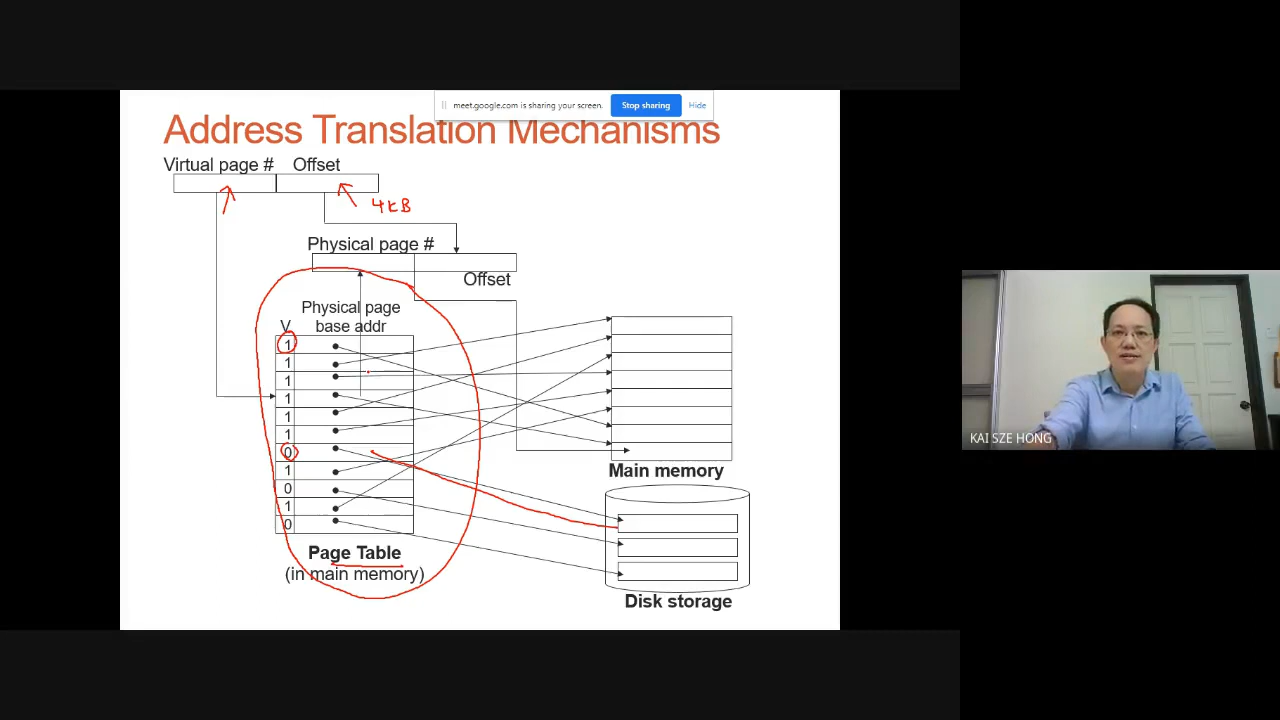 meet.google.com is sharing your screen.
Stop sharing
Hide
Address Translation Mechanisms
Virtual page # Offset
4kB
Physical page #
Offset
Physical page
base addr
V
1
1
1
1
1
1
0
1
0
1
0
Page Table
(in main memory)
Main memory
Disk storage
KAI SZE HONG